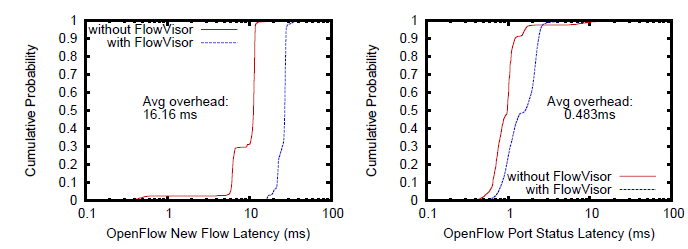 1
0.9
0.8
0.7
0.6
0.5
0.4
0.3
0.2
0.1
0
Cumulative Probability
without FlowVisor
with FlowVisor
Avg overhead:
16.16 ms
0.1 1 10 100
OpenFlow New Flow Latency (ms)
1
0.9
0.8
0.7
0.6
0.5
0.4
0.3
0.2
0.1
0
Cumulative Probability
Avg overhead:
0.483ms
without FlowVisor
with FlowVisor
0.1 1 10 100
OpenFlow Port Status Latency (ms)